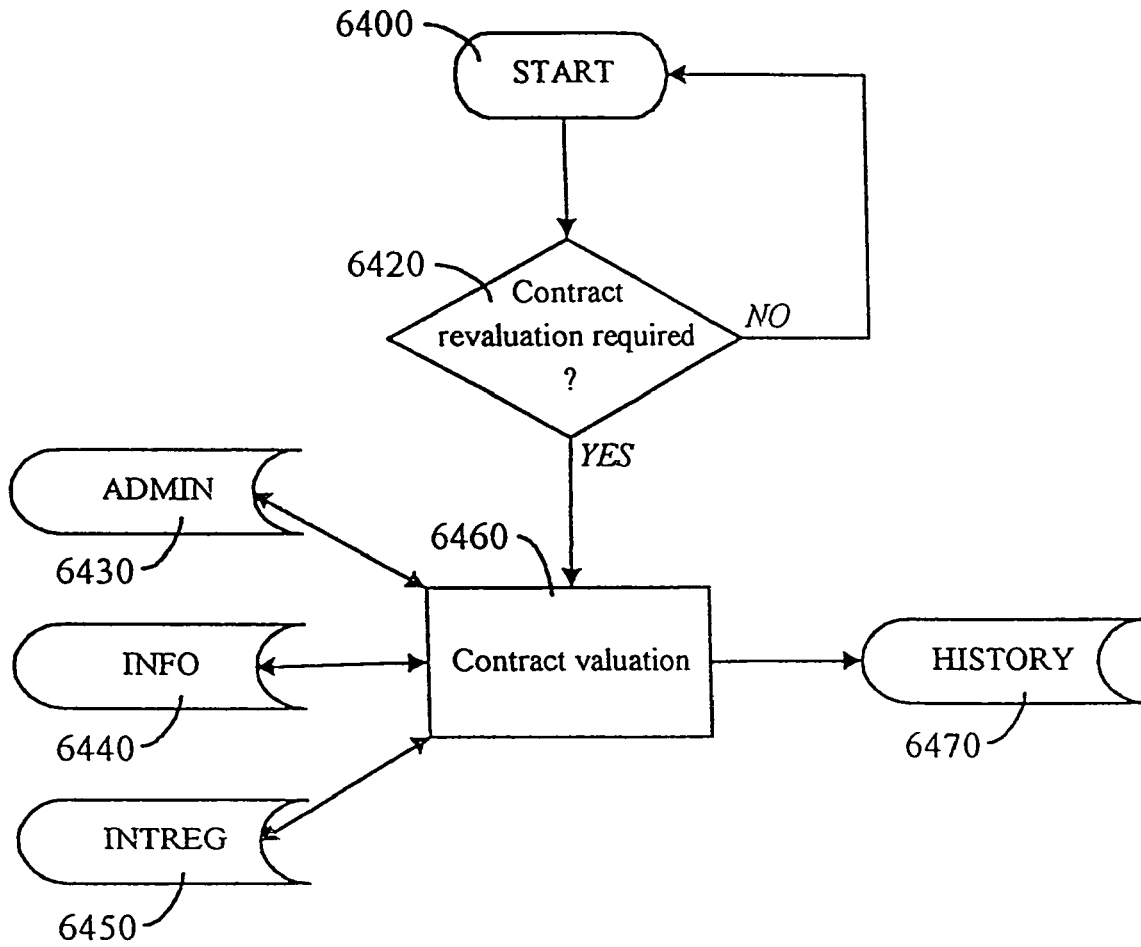 6400
START
6420
Contract
revaluation required
?
NO
YES
ADMIN
6430
6460
INFO
6440
Contract valuation
HISTORY
6470
INTREG
6450